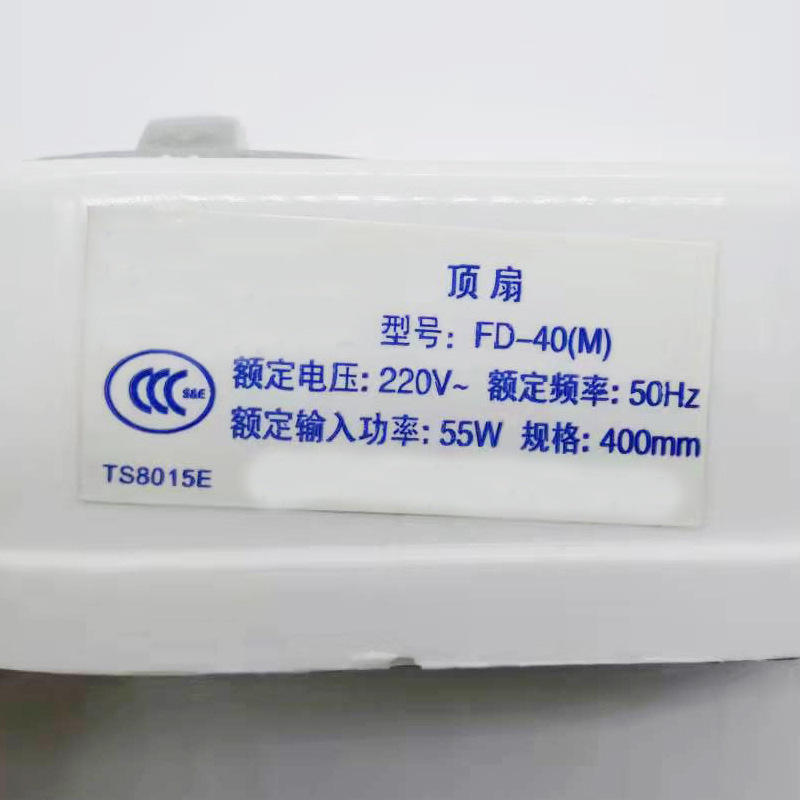 顶扇
型号: FD-40(M)
额定电压: 220V~ 额定频率: 50Hz
额定输入功率: 55W 规格: 400mm
CCC S&E
TS8015E